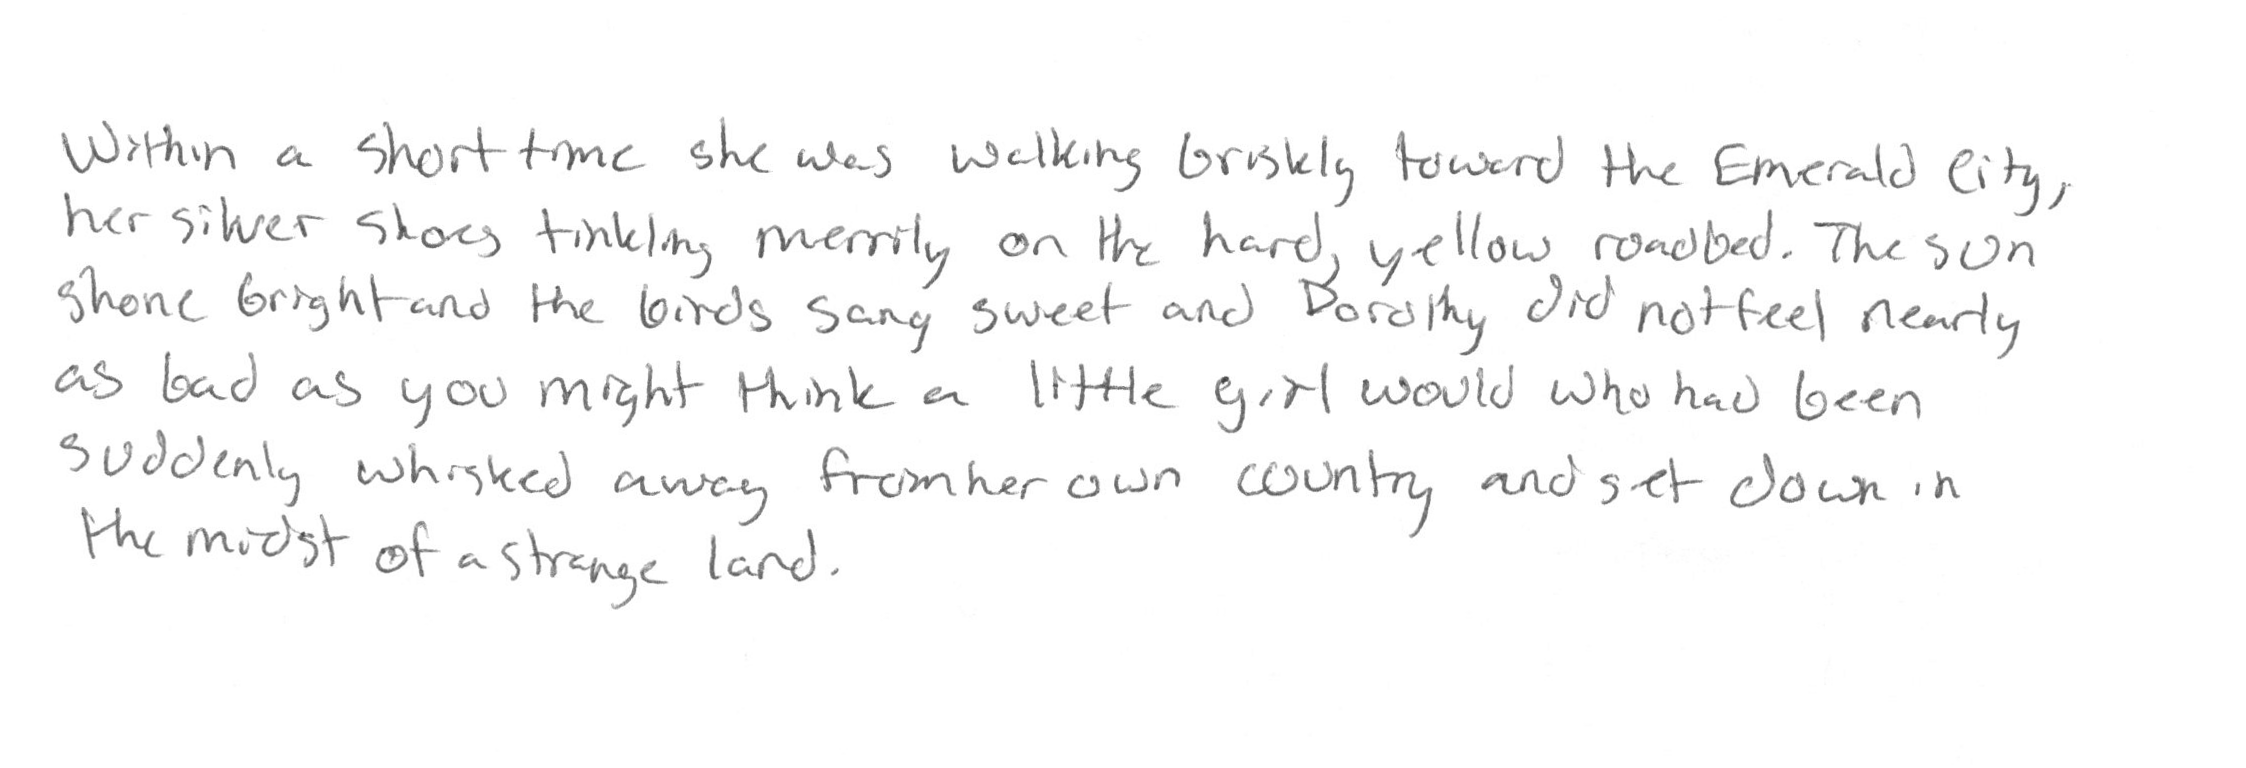 Within a short time she was walking briskly toward the Emerald City,
her silver shoes tinkling merrily on the hard, yellow roadbed. The sun
shone bright and the birds sang sweet and Dorothy did not feel nearly
as bad as you might think a little girl would who had been
suddenly whisked away from her own country and set down in
the midst of a strange land.